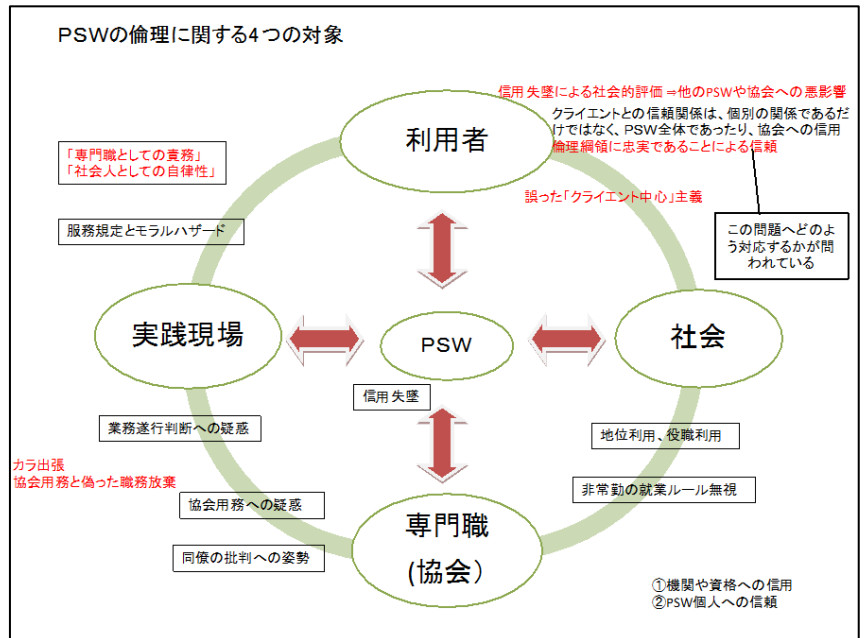 PSWの倫理に関する4つの対象
信用失墜による社会的評価 ⇒他のPSWや協会への悪影響
クライエントとの信頼関係は、個別の関係であるだ
けではなく、PSW全体であったり、協会への信用
倫理綱領に忠実であることによる信頼
利用者
「専門職としての責務」
「社会人としての自律性」
誤った「クライエント中心」主義
服務規定とモラルハザード
この問題へどのよ
う対応するかが問
われている
実践現場
PSW
社会
信用失墜
業務遂行判断への疑惑
地位利用、役職利用
カラ出張
協会用務と偽った職務放棄
協会用務への疑惑
非常勤の就業ルール無視
専門職
(協会)
同僚の批判への姿勢
①機関や資格への信用
②PSW個人への信頼